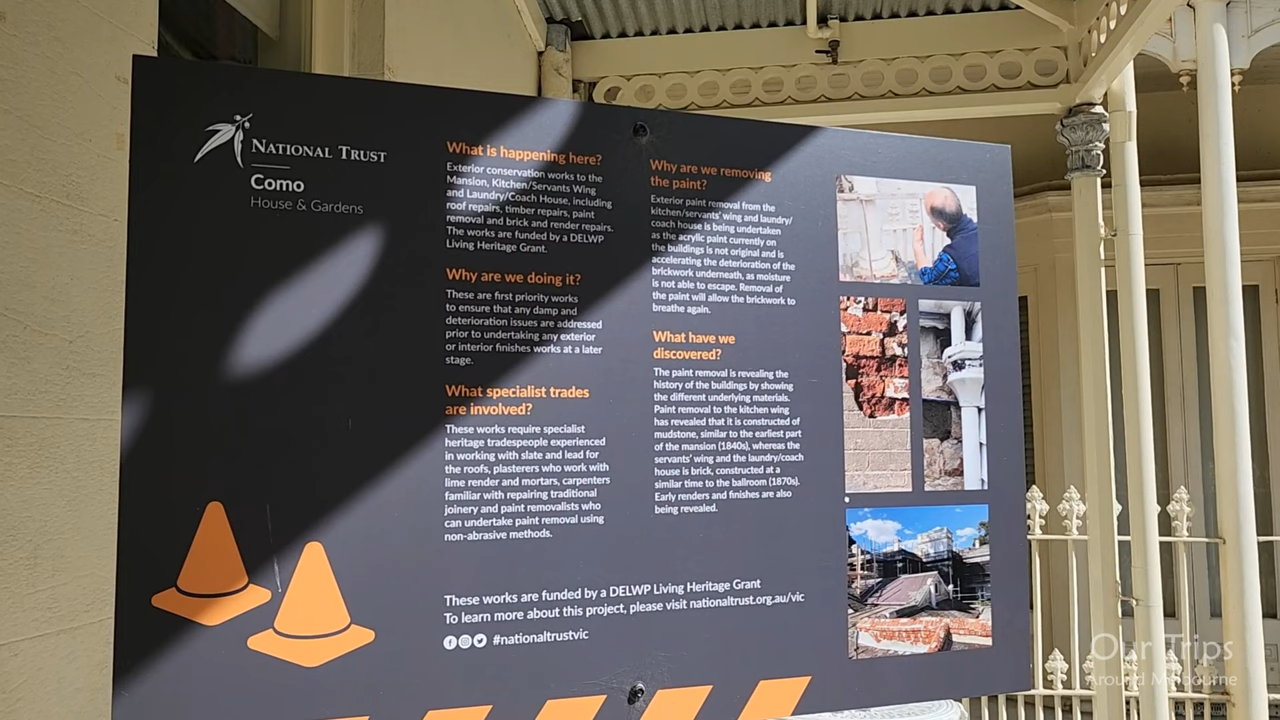 NATIONAL TRUST
Como
House & Gardens
What is happening here?
Exterior conservation works to the
Mansion, Kitchen/Servants Wing
and Laundry/Coach House, including
roof repairs, timber repairs, paint
removal and brick and render repairs.
The works are funded by a DELWP
Living Heritage Grant.
Why are we doing it?
These are first priority works
to ensure that any damp and
deterioration issues are addressed
prior to undertaking any exterior
or interior finishes works at a later
stage.
What specialist trades
are involved?
These works require specialist
heritage tradespeople experienced
in working with slate and lead for
the roofs, plasterers who work with
lime render and mortars, carpenters
familiar with repairing traditional
joinery and paint removalists who
can undertake paint removal using
non-abrasive methods.
Why are we removing
the paint?
Exterior paint removal from the
kitchen/servants' wing and laundry/
coach house is being undertaken
as the acrylic paint currently on
the buildings is not original and is
accelerating the deterioration of the
brickwork underneath, as moisture
is not able to escape. Removal of
the paint will allow the brickwork to
breathe again.
What have we
discovered?
The paint removal is revealing the
history of the buildings by showing
the different underlying materials.
Paint removal to the kitchen wing
has revealed that it is constructed of
mudstone, similar to the earliest part
of the mansion (1840s), whereas the
servants' wing and the laundry/coach
house is brick, constructed at a
similar time to the ballroom (1870s).
Early renders and finishes are also
being revealed.
These works are funded by a DELWP Living Heritage Grant
To learn more about this project, please visit nationaltrust.org.au/vic
#nationaltrustvic
Our Trips
Around Melbourne